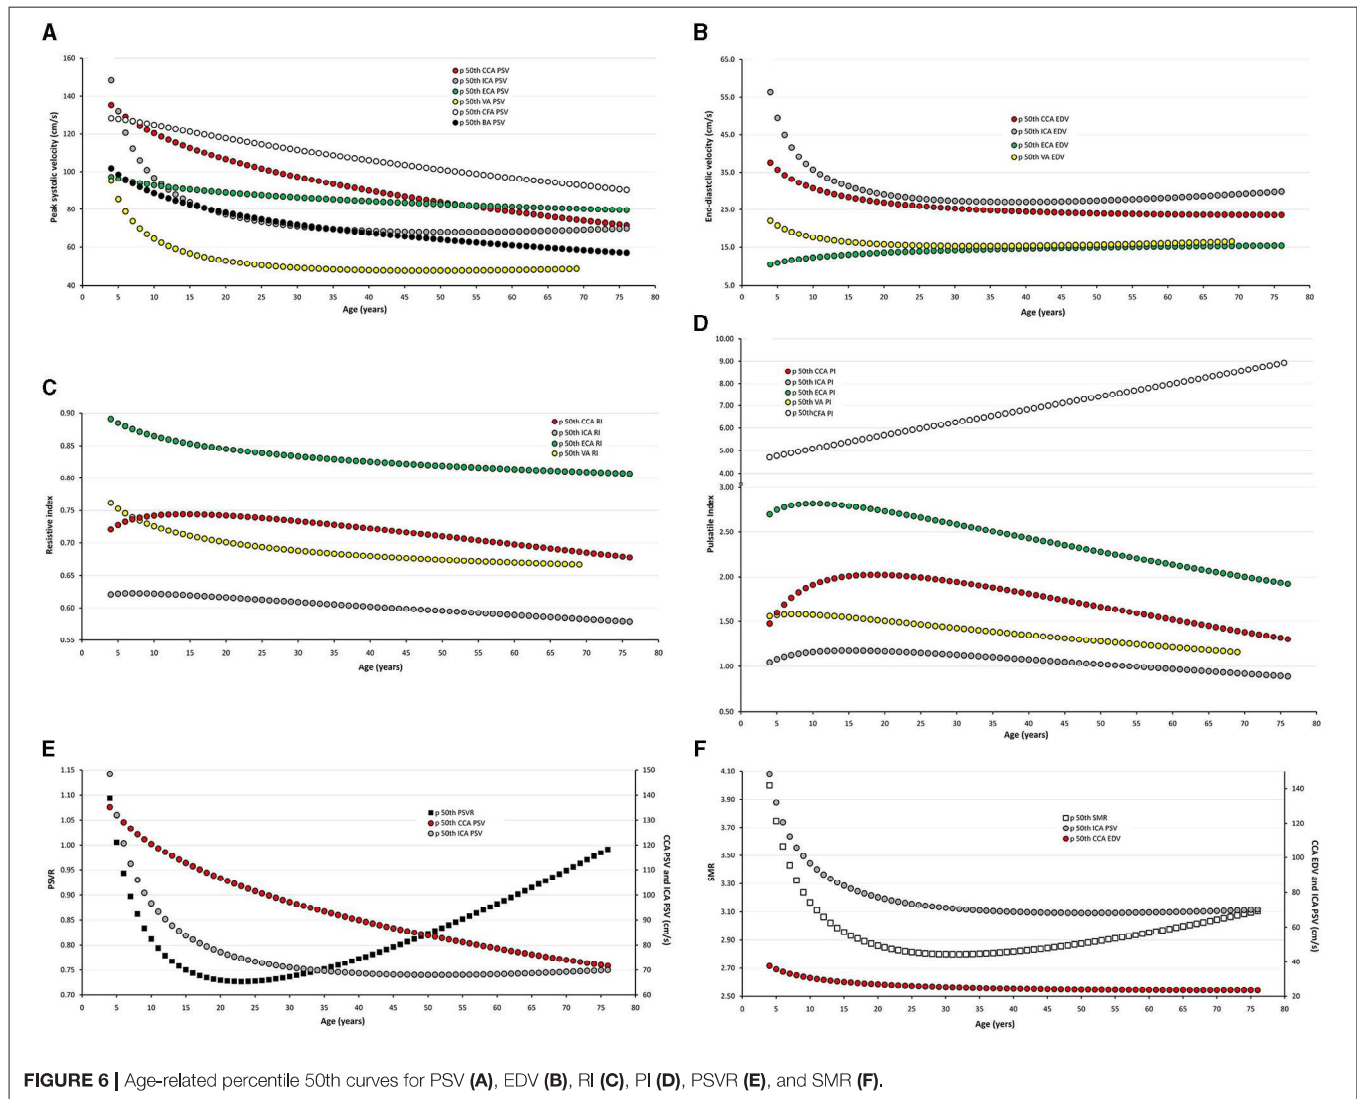 A
160
140
120
100
80
60
40
0 5 10 15 20 25 30 35 40 45 50 55 60 65 70 75 80
Peak systolic velocity (cm/s)
Age (years)
p 50th CCA PSV
p 50th ICA PSV
p 50th ECA PSV
p 50th VA PSV
p 50th CFA PSV
p 50th BA PSV
B
65.0
55.0
45.0
35.0
25.0
15.0
5.0
0 5 10 15 20 25 30 35 40 45 50 55 60 65 70 75 80
Enc-diastclic velocity (cm/s)
Age (years)
p 50th CCA EDV
p 50th ICA EDV
p 50th ECA EDV
p 50th VA EDV
C
0.90
0.85
0.80
0.75
0.70
0.65
0.60
0.55
0 5 10 15 20 25 30 35 40 45 50 55 60 65 70 75 80
Resistive index
Age (years)
p 50th CCA RI
p 50th ICA RI
p 50th ECA RI
p 50th VA RI
D
10.00
9.00
8.00
7.00
6.00
5.00
4.00
3.00
2.50
2.00
1.50
1.00
0.50
0 5 10 15 20 25 30 35 40 45 50 55 60 65 70 75 80
Pulsatile Index
Age (years)
p 50th CCA PI
p 50th ICA PI
p 50th ECA PI
p 50th VA PI
p 50thCFA PI
E
1.15
1.10
1.05
1.00
0.95
0.90
0.85
0.80
0.75
0.70
0 5 10 15 20 25 30 35 40 45 50 55 60 65 70 75 80
150
140
130
120
110
100
90
80
70
60
PSVR
CCA PSV and ICA PSV (cm/s)
Age (years)
p 50th PSVR
p 50th CCA PSV
p 50th ICA PSV
F
4.10
3.90
3.70
3.50
3.30
3.10
2.90
2.70
2.50
0 5 10 15 20 25 30 35 40 45 50 55 60 65 70 75 80
140
120
100
80
60
40
20
SMR
CCA EDV and ICA PSV (cm/s)
Age (yers)
p 50th SMR
p 50th ICA PSV
p 50th CCA EDV
FIGURE 6 | Age-related percentile 50th curves for PSV (A), EDV (B), RI (C), PI (D), PSVR (E), and SMR (F).